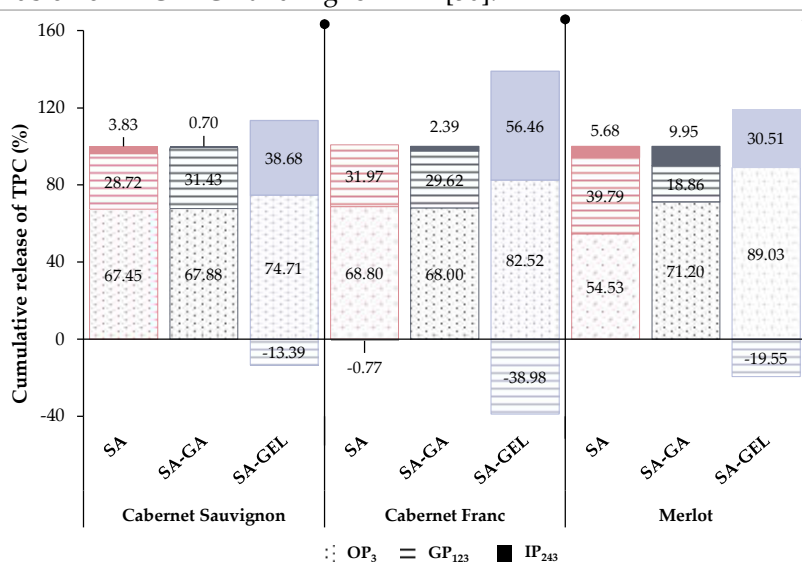 160
120
80
40
0
-40
Cumulative release of TPC (%)
3.83
0.70
28.72
31.43
38.68
67.45
67.88
74.71
-13.39
2.39
56.46
31.97
29.62
68.80
68.00
82.52
-0.77
-38.98
5.68
9.95
30.51
39.79
18.86
54.53
71.20
89.03
-19.55
SA
SA-GA
SA-GEL
SA
SA-GA
SA-GEL
SA
SA-GA
SA-GEL
Cabernet Sauvignon
Cabernet Franc
Merlot
OP₃ GP₁₂₃ IP₂₄₃